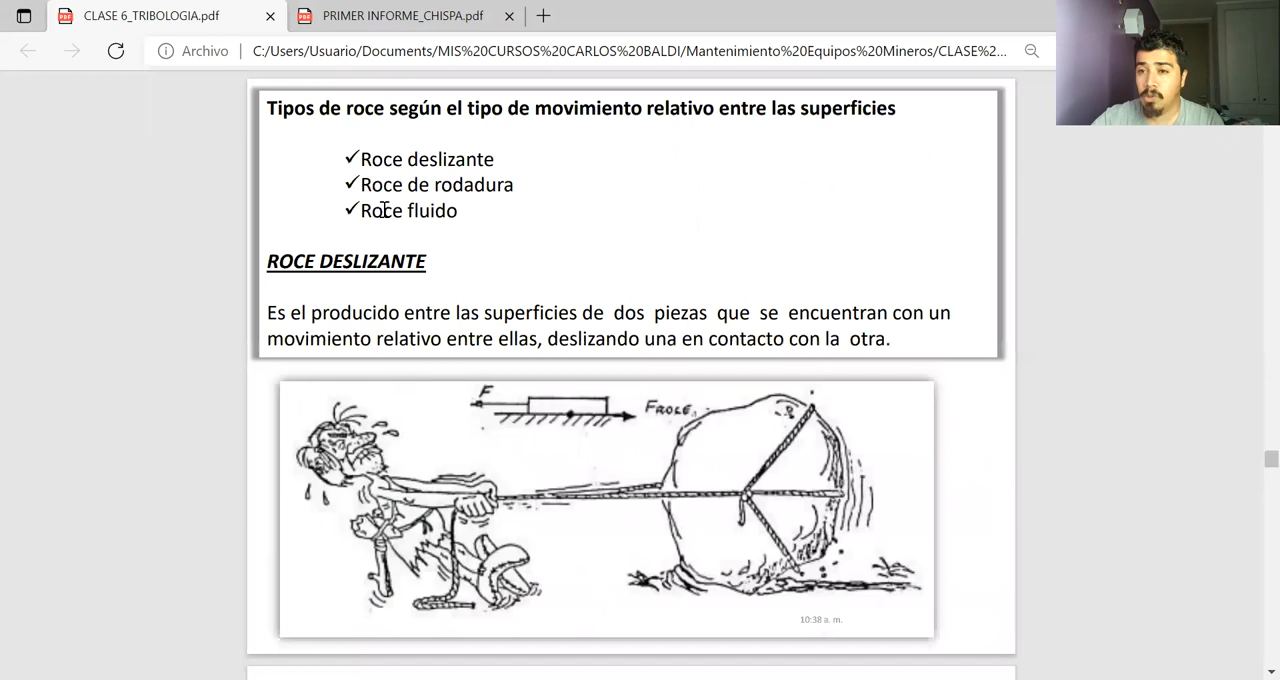 CLASE 6_TRIBOLOGIA.pdf
PRIMER INFORME_CHISPA.pdf
Archivo
C:/Users/Usuario/Documents/MIS%20CURSOS%20CARLOS%20BALDI/Mantenimiento%20Equipos%20Mineros/CLASE%2...
Tipos de roce según el tipo de movimiento relativo entre las superficies
✓Roce deslizante
✓Roce de rodadura
✓Roce fluido
ROCE DESLIZANTE
Es el producido entre las superficies de dos piezas que se encuentran con un
movimiento relativo entre ellas, deslizando una en contacto con la otra.
F
10:38 a. m.